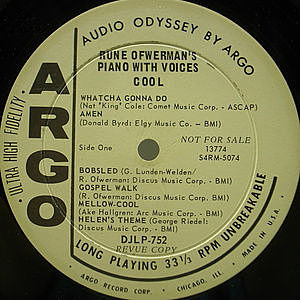 AUDIO ODYSSEY BY ARGO
RUNE OFWERMAN'S
PIANO WITH VOICES
COOL
ARGO
• ULTRA HIGH FIDELITY •
WHATCHA GONNA DO
(Nat "King" Cole: Comet Music Corp. - ASCAP)
AMEN
(Donald Byrd: Elgy Music Co. - BMI)
NOT FOR SALE
Side One
13774
S4RM-5074
BOBSLED (G. Lunden-Welden/
R. Ofwerman: Discus Music Corp. - BMI)
GOSPEL WALK
(R. Ofwerman: Discus Music Corp. - BMI)
MELLOW-COOL
(Ake Hallgren: Arc Music Corp. - BMI)
HELEN'S THEME (George Riedel:
Discus Music Corp. - BMI)
DJLP-752
REVUE COPY
LONG PLAYING 33⅓ RPM UNBREAKABLE
ARGO RECORD CORP. CHICAGO, ILL. MADE IN U.S.A.